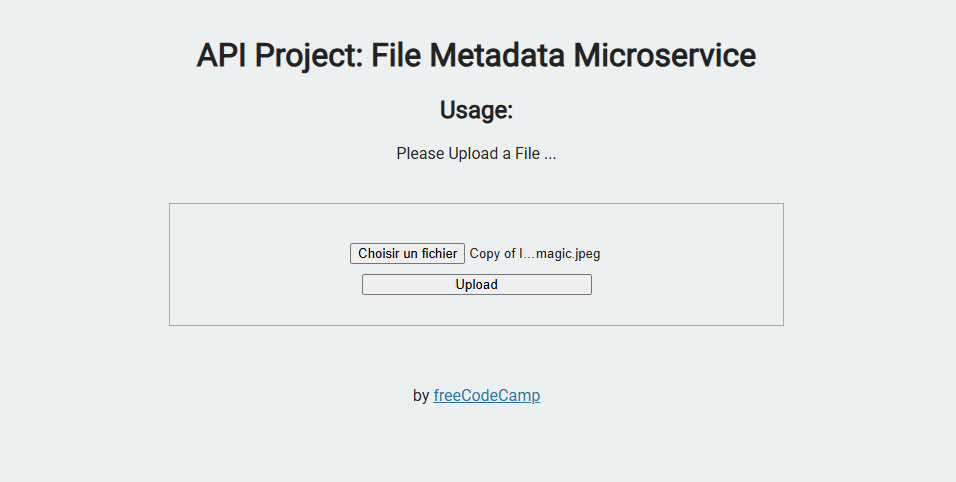 API Project: File Metadata Microservice
Usage:
Please Upload a File ...
Choisir un fichier Copy of I...magic.jpeg
Upload
by freeCodeCamp